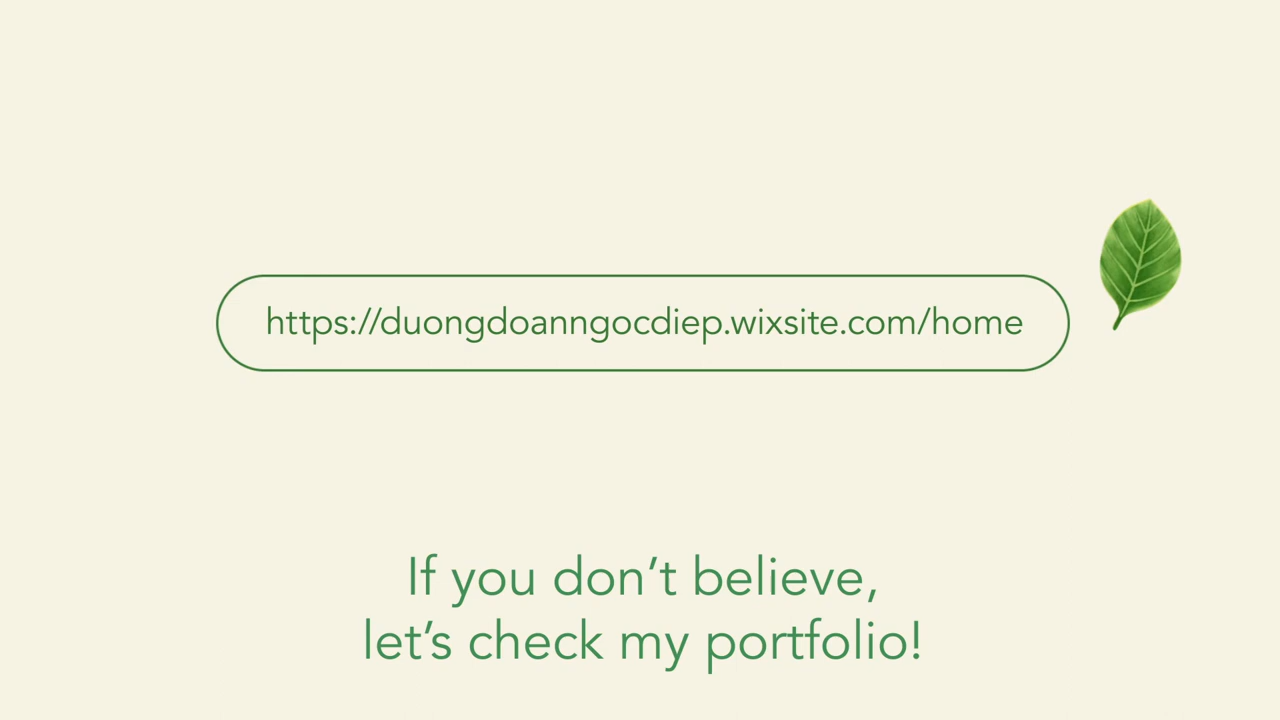 https://duongdoanngocdiep.wixsite.com/home
If you don’t believe,
let’s check my portfolio!